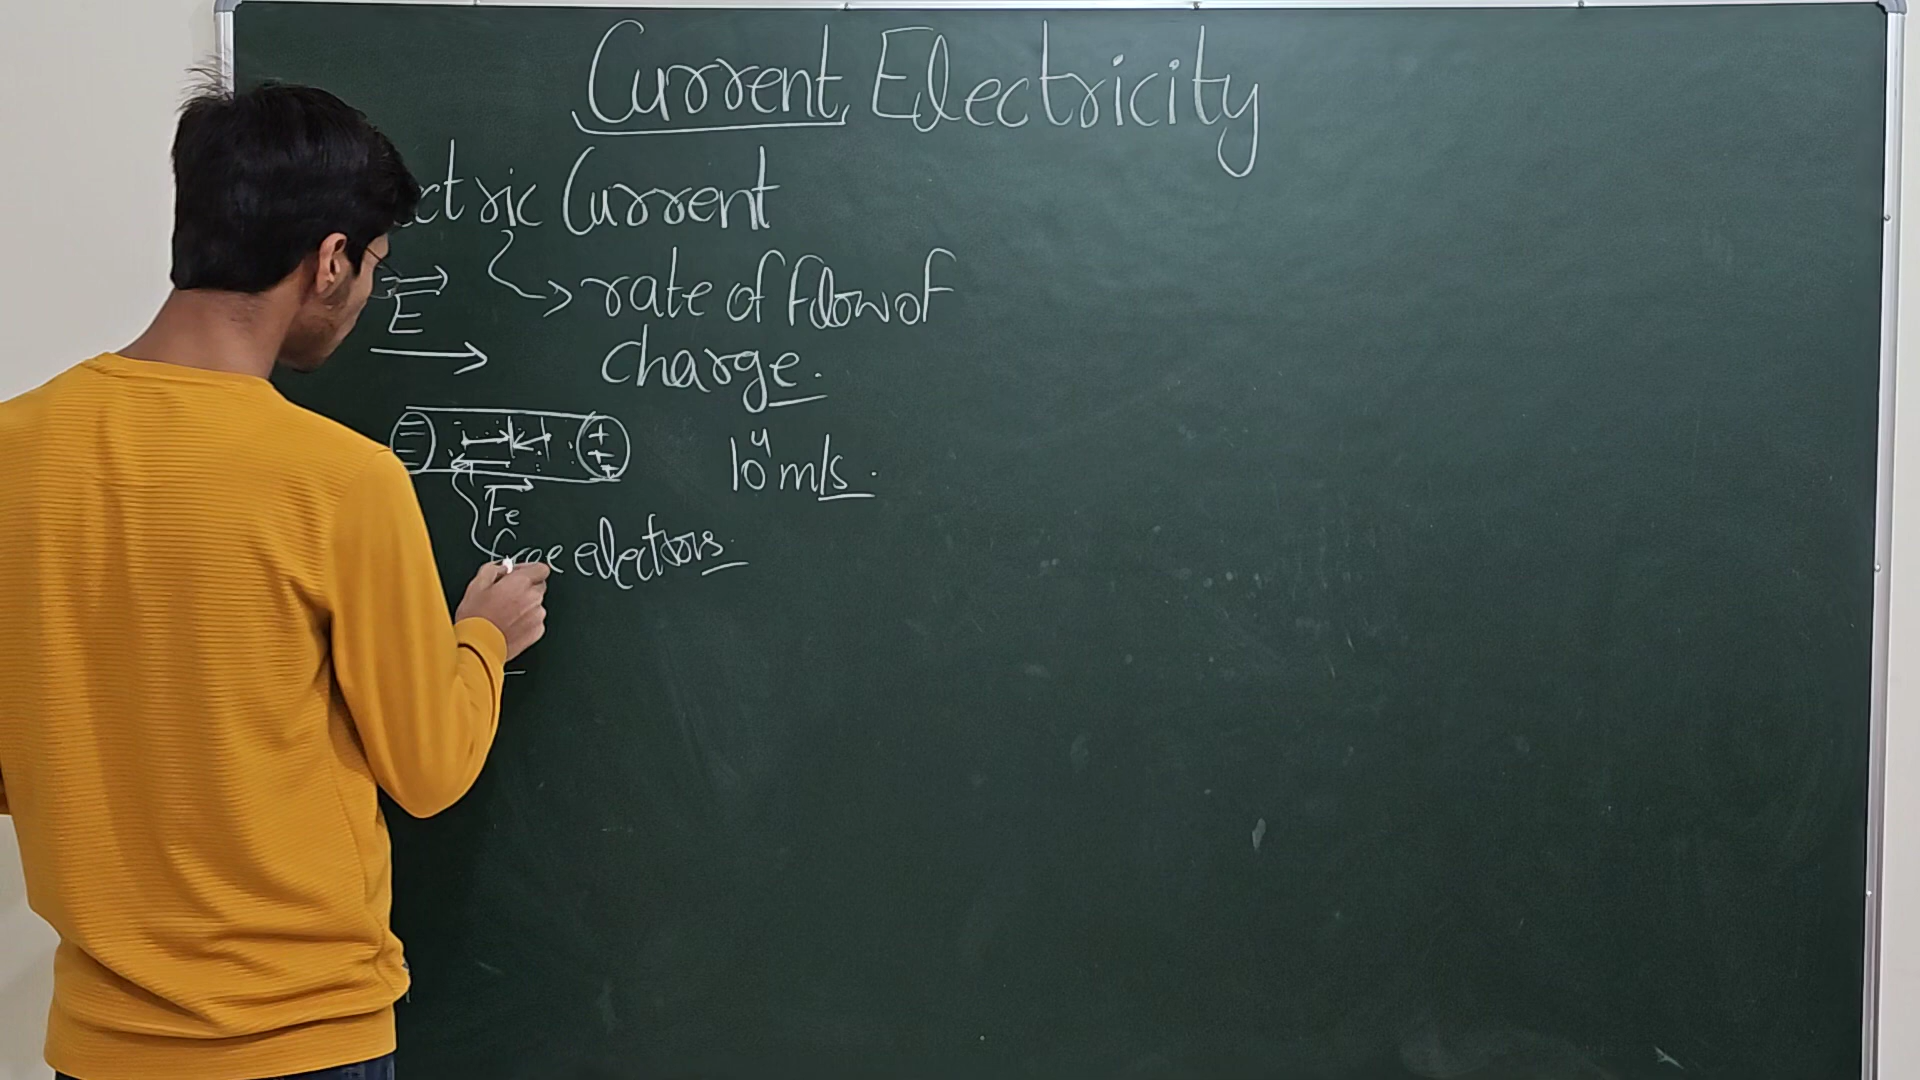 Current Electricity
ctric Current
E
rate of flow of
charge.
10⁴ m/s.
Fe
free electrons